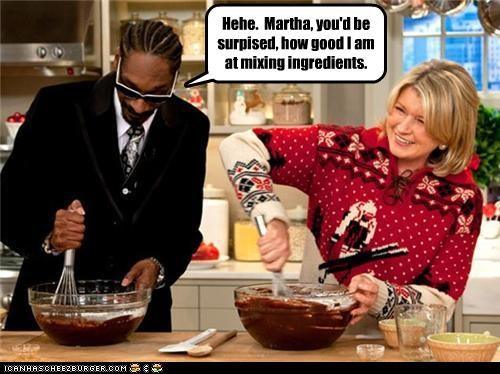 Hehe.  Martha, you'd be
surpised, how good I am
at mixing ingredients.
ICANHASCHEEZBURGER.COM